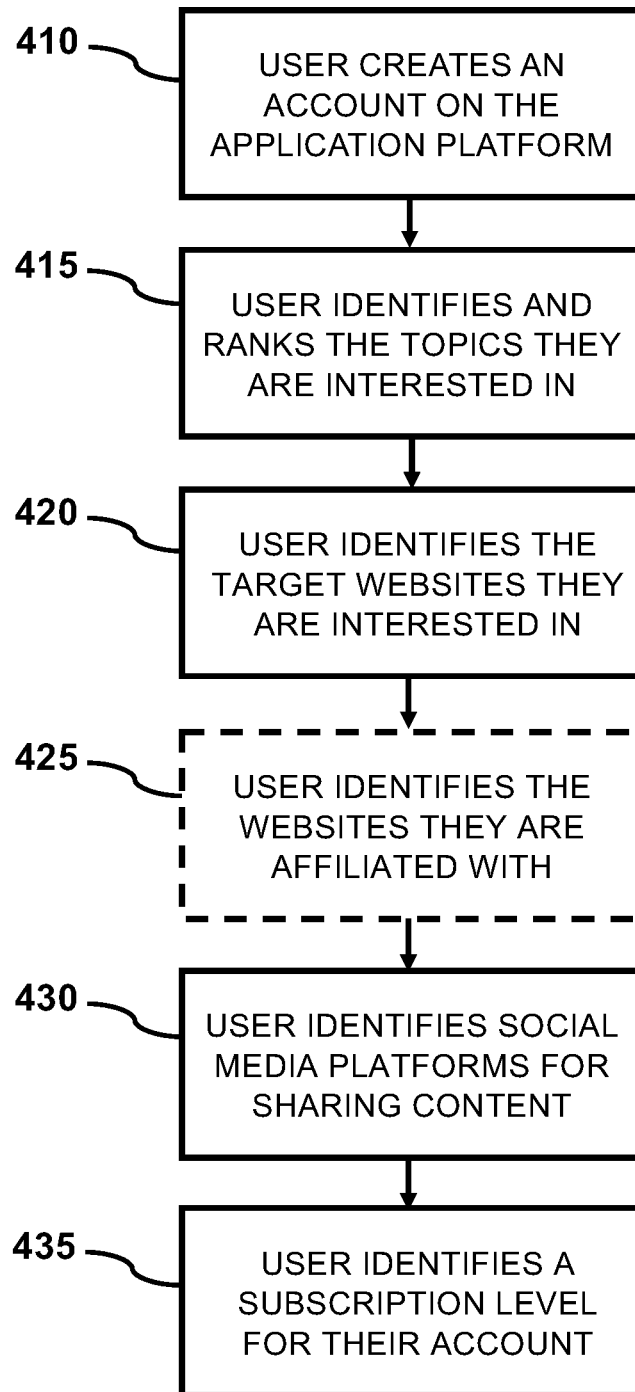 410
USER CREATES AN
ACCOUNT ON THE
APPLICATION PLATFORM
415
USER IDENTIFIES AND
RANKS THE TOPICS THEY
ARE INTERESTED IN
420
USER IDENTIFIES THE
TARGET WEBSITES THEY
ARE INTERESTED IN
425
USER IDENTIFIES THE
WEBSITES THEY ARE
AFFILIATED WITH
430
USER IDENTIFIES SOCIAL
MEDIA PLATFORMS FOR
SHARING CONTENT
435
USER IDENTIFIES A
SUBSCRIPTION LEVEL
FOR THEIR ACCOUNT